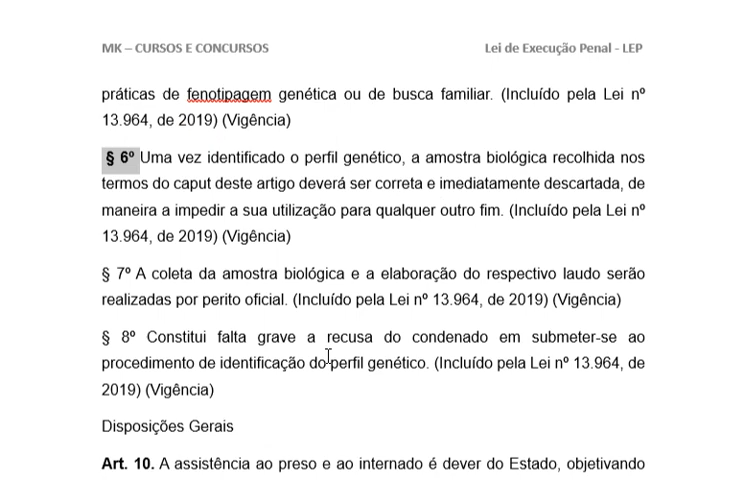 MK – CURSOS E CONCURSOS Lei de Execução Penal - LEP
práticas de fenotipagem genética ou de busca familiar. (Incluído pela Lei nº
13.964, de 2019) (Vigência)
§ 6º Uma vez identificado o perfil genético, a amostra biológica recolhida nos
termos do caput deste artigo deverá ser correta e imediatamente descartada, de
maneira a impedir a sua utilização para qualquer outro fim. (Incluído pela Lei nº
13.964, de 2019) (Vigência)
§ 7º A coleta da amostra biológica e a elaboração do respectivo laudo serão
realizadas por perito oficial. (Incluído pela Lei nº 13.964, de 2019) (Vigência)
§ 8º Constitui falta grave a recusa do condenado em submeter-se ao
procedimento de identificação do perfil genético. (Incluído pela Lei nº 13.964, de
2019) (Vigência)
Disposições Gerais
Art. 10. A assistência ao preso e ao internado é dever do Estado, objetivando